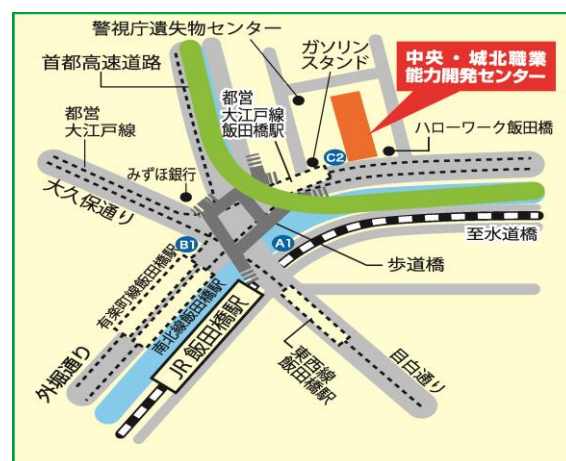 警視庁遺失物センター
首都高速道路
ガソリン
スタンド
中央・城北職業
能力開発センター
都営
大江戸線
都営
大江戸線
飯田橋駅
C2
ハローワーク飯田橋
みずほ銀行
大久保通り
B1
A1
至水道橋
歩道橋
有楽町線飯田橋駅
南北線飯田橋駅
外堀通り
JR 飯田橋駅
東西線
飯田橋駅
目白通り